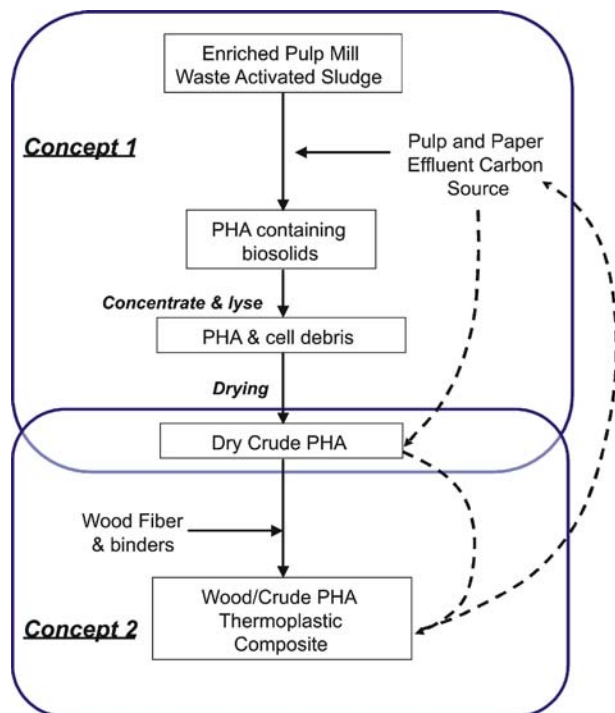 Enriched Pulp Mill
Waste Activated Sludge
Concept 1
Pulp and Paper
Effluent Carbon
Source
PHA containing
biosolids
Concentrate & lyse
PHA & cell debris
Drying
Dry Crude PHA
Wood Fiber
& binders
Wood/Crude PHA
Thermoplastic
Composite
Concept 2